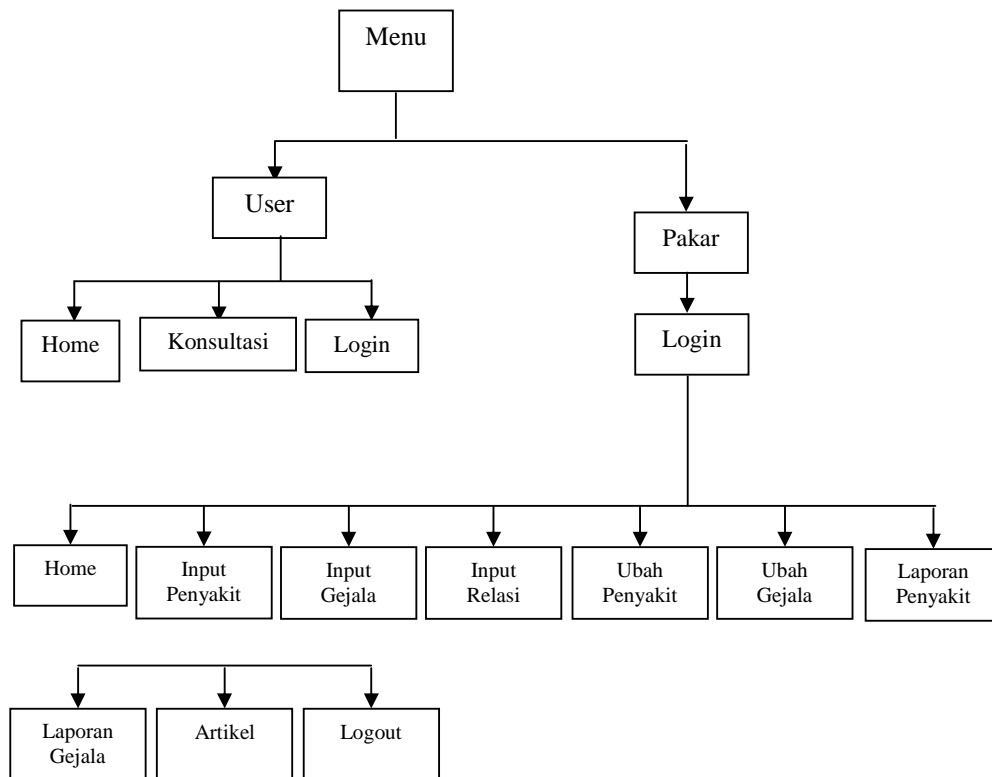 Menu
User
Pakar
Home
Konsultasi
Login
Login
Home
Input
Penyakit
Input
Gejala
Input
Relasi
Ubah
Penyakit
Ubah
Gejala
Laporan
Penyakit
Laporan
Gejala
Artikel
Logout